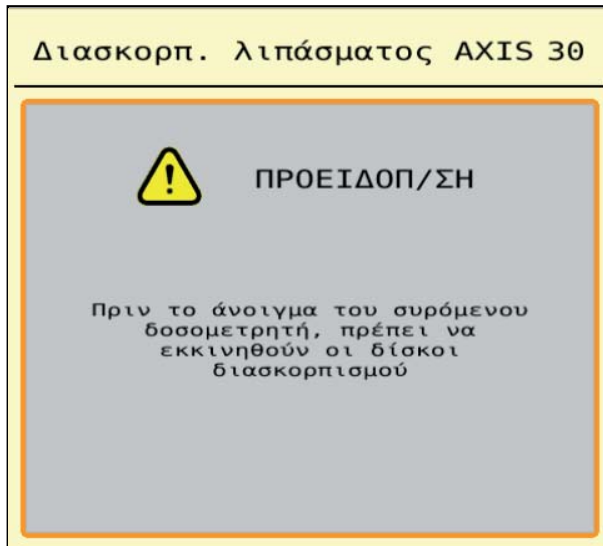 Διασκορπ. λιπάσματος AXIS 30
ΠΡΟΕΙΔΟΠ/ΣΗ
Πριν το άνοιγμα του συρόμενου
δοσομετρητή, πρέπει να
εκκινηθούν οι δίσκοι
διασκορπισμού